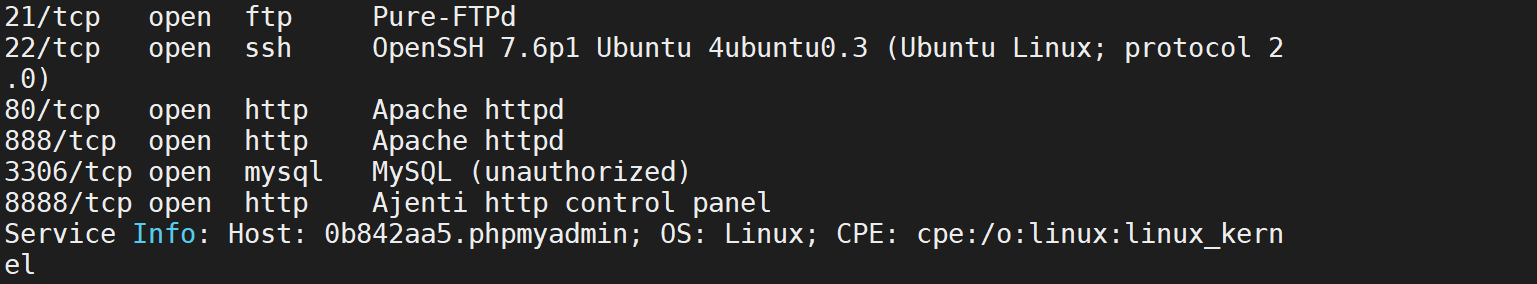 21/tcp   open  ftp     Pure-FTPd
22/tcp   open  ssh     OpenSSH 7.6p1 Ubuntu 4ubuntu0.3 (Ubuntu Linux; protocol 2
.0)
80/tcp   open  http    Apache httpd
888/tcp  open  http    Apache httpd
3306/tcp open  mysql   MySQL (unauthorized)
8888/tcp open  http    Ajenti http control panel
Service Info: Host: 0b842aa5.phpmyadmin; OS: Linux; CPE: cpe:/o:linux:linux_kern
el